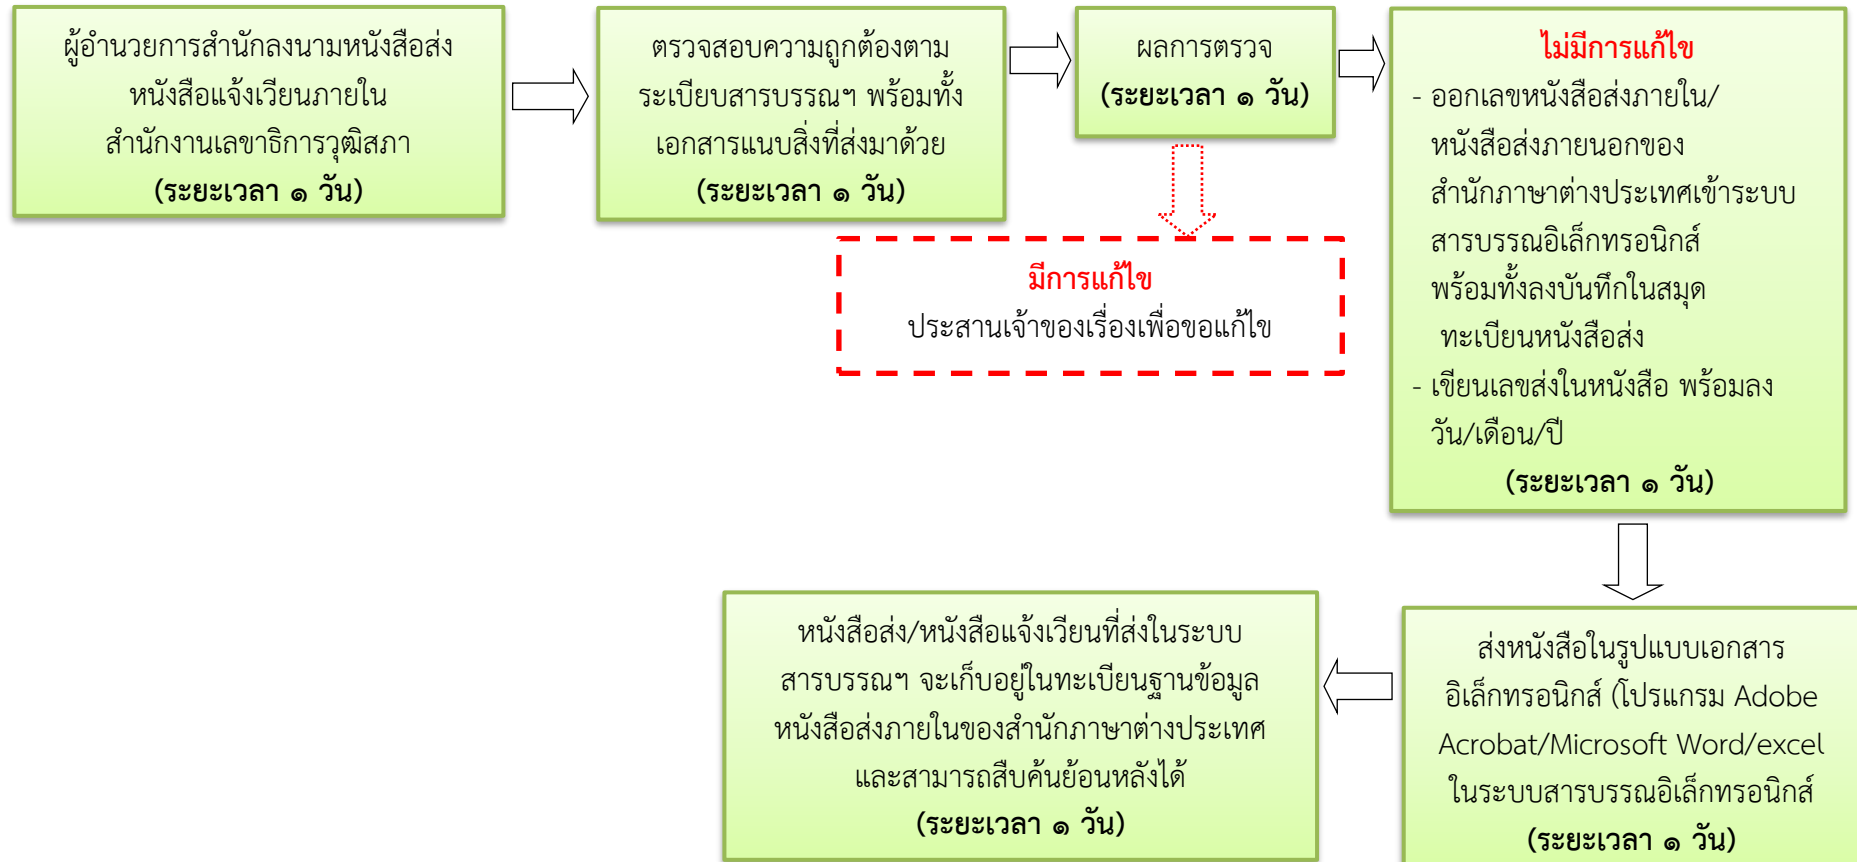 ผู้อำนวยการสำนักลงนามหนังสือส่ง
หนังสือแจ้งเวียนภายใน
สำนักงานเลขาธิการวุฒิสภา
(ระยะเวลา ๑ วัน)
ตรวจสอบความถูกต้องตาม
ระเบียบสารบรรณฯ พร้อมทั้ง
เอกสารแนบสิ่งที่ส่งมาด้วย
(ระยะเวลา ๑ วัน)
ผลการตรวจ
(ระยะเวลา ๑ วัน)
ไม่มีการแก้ไข
- ออกเลขหนังสือส่งภายใน/
หนังสือส่งภายนอกของ
สำนักภาษาต่างประเทศเข้าระบบ
สารบรรณอิเล็กทรอนิกส์
พร้อมทั้งลงบันทึกในสมุด
ทะเบียนหนังสือส่ง
- เขียนเลขส่งในหนังสือ พร้อมลง
วัน/เดือน/ปี
(ระยะเวลา ๑ วัน)
มีการแก้ไข
ประสานเจ้าของเรื่องเพื่อขอแก้ไข
ส่งหนังสือในรูปแบบเอกสาร
อิเล็กทรอนิกส์ (โปรแกรม Adobe
Acrobat/Microsoft Word/excel
ในระบบสารบรรณอิเล็กทรอนิกส์
(ระยะเวลา ๑ วัน)
หนังสือส่ง/หนังสือแจ้งเวียนที่ส่งในระบบ
สารบรรณฯ จะเก็บอยู่ในทะเบียนฐานข้อมูล
หนังสือส่งภายในของสำนักภาษาต่างประเทศ
และสามารถสืบค้นย้อนหลังได้
(ระยะเวลา ๑ วัน)